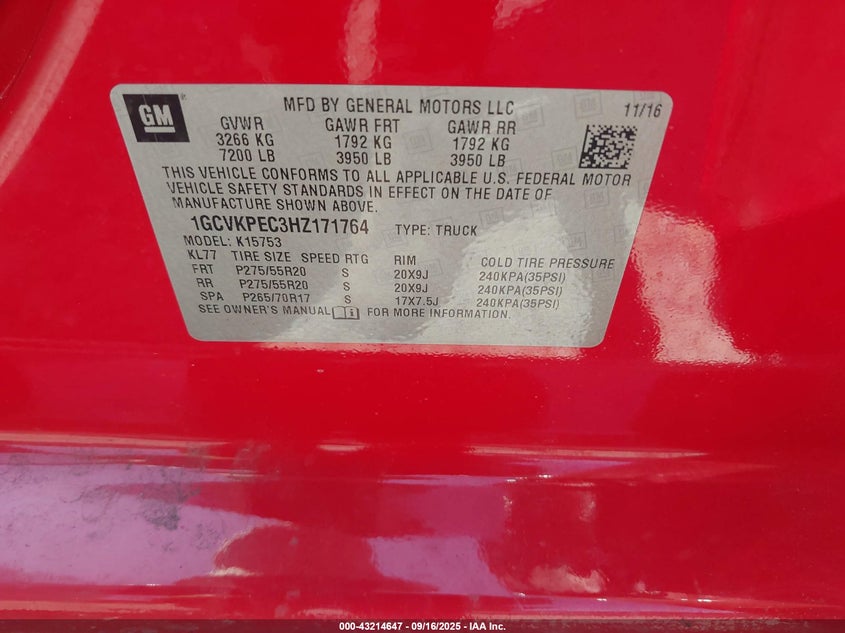 GM
MFD BY GENERAL MOTORS LLC 11/16
GVWR GAWR FRT GAWR RR
3266 KG 1792 KG 1792 KG
7200 LB 3950 LB 3950 LB
THIS VEHICLE CONFORMS TO ALL APPLICABLE U.S. FEDERAL MOTOR
VEHICLE SAFETY STANDARDS IN EFFECT ON THE DATE OF
MANUFACTURE SHOWN ABOVE.
1GCVKPEC3HZ171764 TYPE: TRUCK
MODEL: K15753
KL77 TIRE SIZE SPEED RTG RIM COLD TIRE PRESSURE
FRT P275/55R20 S 20X9J 240KPA(35PSI)
RR P275/55R20 S 20X9J 240KPA(35PSI)
SPA P265/70R17 S 17X7.5J 240KPA(35PSI)
SEE OWNER'S MANUAL FOR MORE INFORMATION.
000-43214647 - 09/16/2025 - IAA Inc.